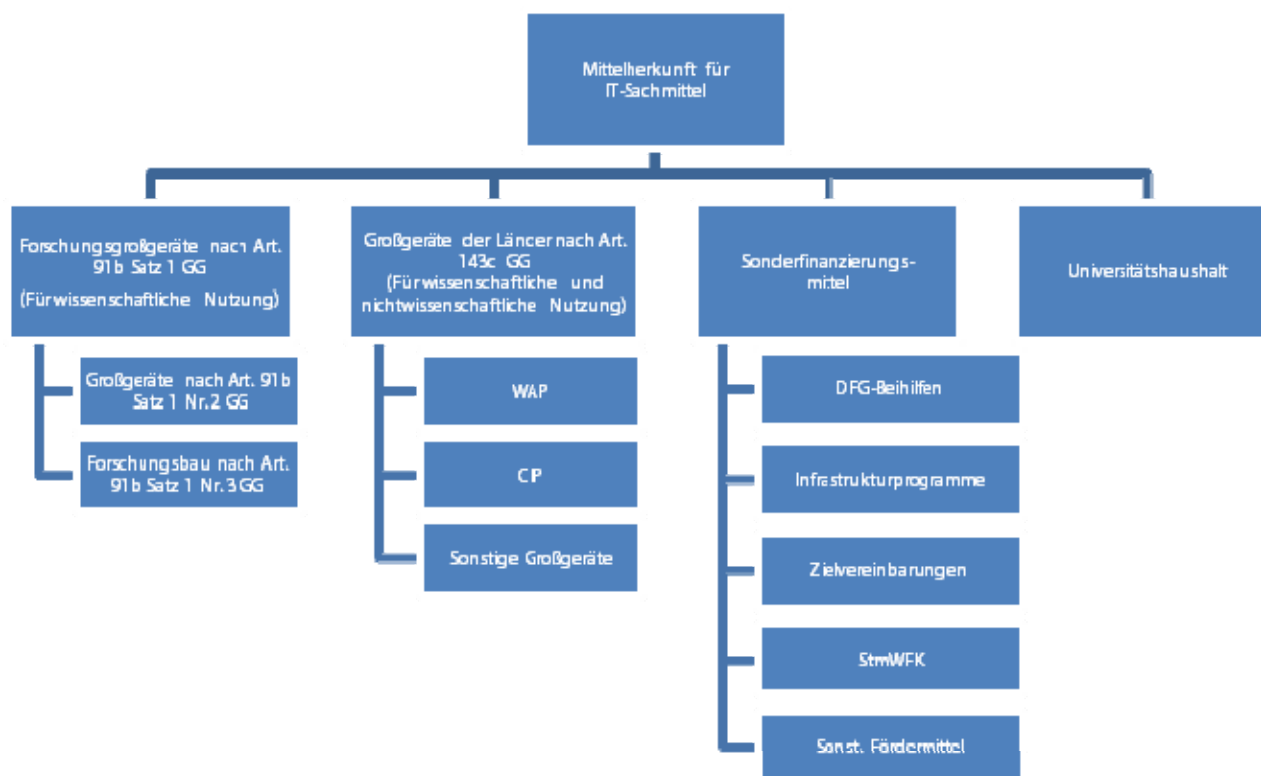 Mittelherkunft für
IT-Sachmittel
Forschungsgroßgeräte nach Art.
91b Satz 1 GG
(Für wissenschaftliche Nutzung)
Großgeräte nach Art. 91b
Satz 1 Nr.2 GG
Forschungsbau nach Art.
91b Satz 1 Nr.3 GG
Großgeräte der Länder nach Art.
143c GG
(Für wissenschaftliche und
nichtwissenschaftliche Nutzung)
WAP
CIP
Sonstige Großgeräte
Sonderfinanzierungs-
mittel
DFG-Beihilfen
Infrastrukturprogramme
Zielvereinbarungen
StmWFK
Sonst. Fördermittel
Universitätshaushalt